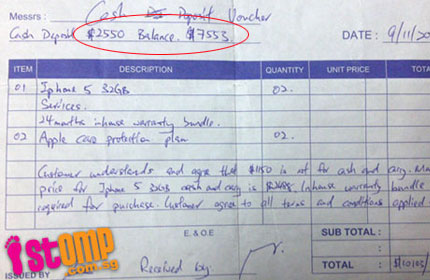 Messrs : Cash Deposit Voucher
Cash Deposit $2550 Balance. $7553
DATE : 9/11/20
ITEM DESCRIPTION QUANTITY UNIT PRICE TOTA
01 Iphone 5 32GB 02.
Services.
24 months inhouse warranty bundle.
02 Apple care protection plan 02.
Customer understands and agree that $1150 is not for cash and carry. Ma
price for Iphone 5 32GB cash and carry is Inhouse warranty bundle
required for purchase. Customer agree to all terms and conditions applied.
E. & O.E
SUB TOTAL :
Received by. TOTAL :
stomp
.com.sg